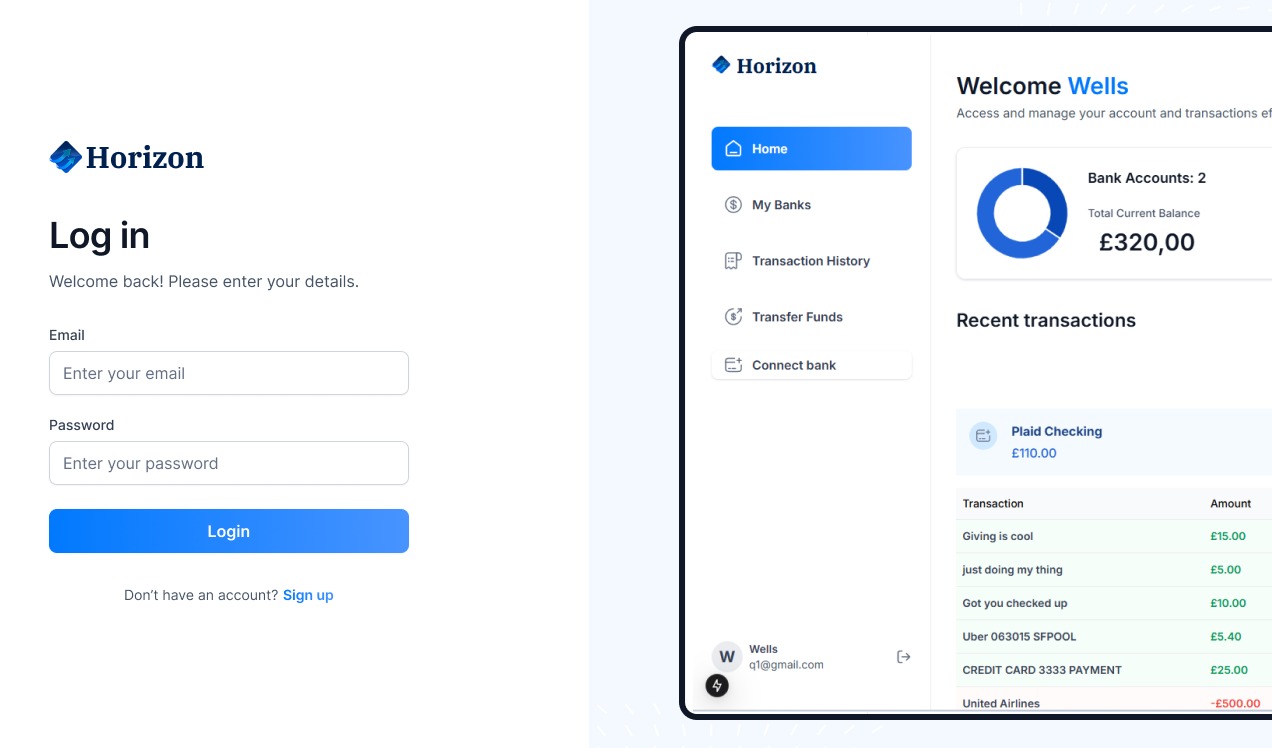 Horizon
Log in
Welcome back! Please enter your details.
Email
Enter your email
Password
Enter your password
Login
Don't have an account? Sign up
Horizon
Home
My Banks
Transaction History
Transfer Funds
Connect bank
W
Wells
q1@gmail.com
Welcome Wells
Access and manage your account and transactions
Bank Accounts: 2
Total Current Balance
£320,00
Recent transactions
Plaid Checking
£110.00
Transaction Amount
Giving is cool £15.00
just doing my thing £5.00
Got you checked up £10.00
Uber 063015 SFPOOL £5.40
CREDIT CARD 3333 PAYMENT £25.00
United Airlines -£500.00